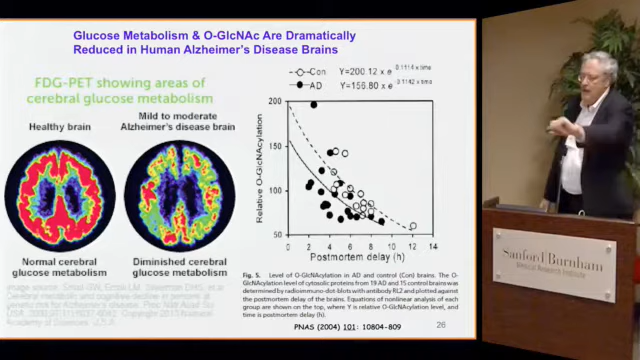 Glucose Metabolism & O-GlcNAc Are Dramatically
Reduced in Human Alzheimer's Disease Brains
FDG-PET showing areas of
cerebral glucose metabolism
Healthy brain
Mild to moderate
Alzheimer's disease brain
Normal cerebral
glucose metabolism
Diminished cerebral
glucose metabolism
Con Y=200.12 x e
AD Y=156.80 x e
Relative O-GlcNAcylation
200
150
100
50
0 2 4 6 8 10 12 14
Postmortem delay (h)
Fig. 5. Level of O-GlcNAcylation in AD and control (Con) brains. The O-
GlcNAcylation level of cytosolic proteins from 19 AD and 15 control brains was
determined by radioimmuno-dot-blots with antibody RL2 and plotted against
the postmortem delay of the brains. Equations of nonlinear analysis of each
group are shown on the top, where Y is relative O-GlcNAcylation level, and
time is postmortem delay (h).
PNAS (2004) 101: 10804-809
26
Sanford Burnham
Medical Research Institute